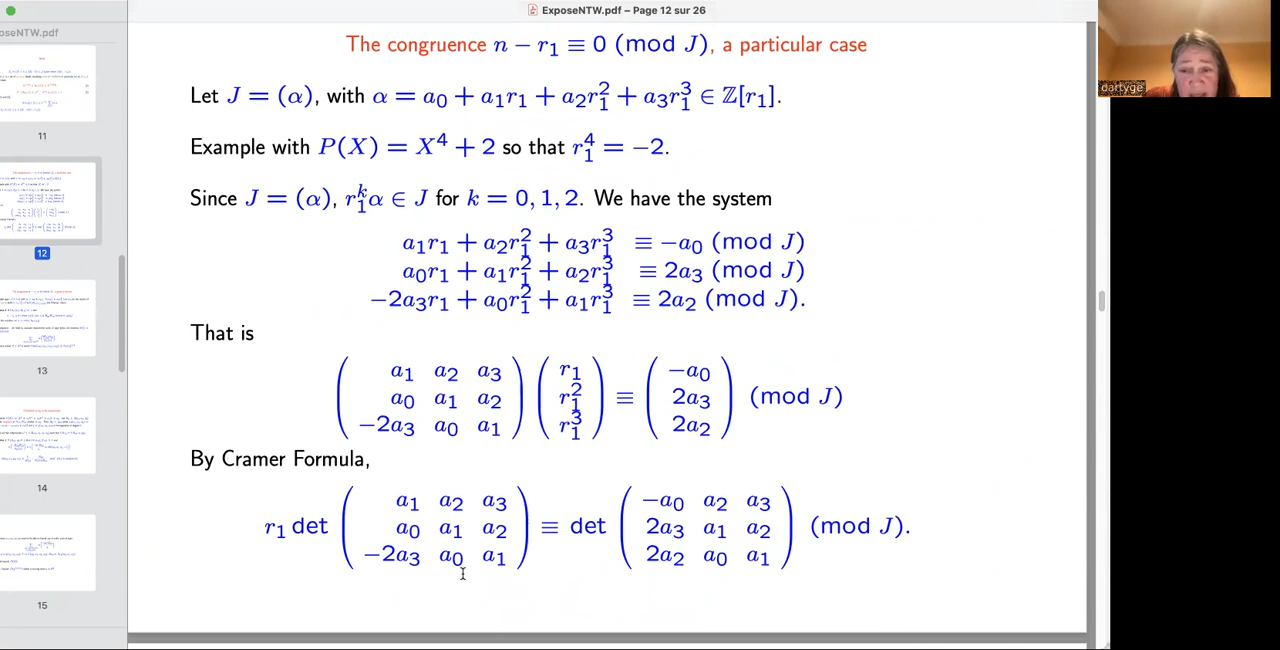 ExposeNTW.pdf – Page 12 sur 26
oseNTW.pdf
dartyge
11
12
13
14
15
The congruence n − r₁ ≡ 0 (mod J), a particular case
Let J = (α), with α = a₀ + a₁r₁ + a₂r₁² + a₃r₁³ ∈ ℤ[r₁].
Example with P(X) = X⁴ + 2 so that r₁⁴ = −2.
Since J = (α), r₁ᵏα ∈ J for k = 0, 1, 2. We have the system
a₁r₁ + a₂r₁² + a₃r₁³ ≡ −a₀ (mod J)
a₀r₁ + a₁r₁² + a₂r₁³ ≡ 2a₃ (mod J)
−2a₃r₁ + a₀r₁² + a₁r₁³ ≡ 2a₂ (mod J).
That is
( a₁ a₂ a₃ ) ( r₁ ) ( −a₀ )
( a₀ a₁ a₂ ) ( r₁² ) ≡ ( 2a₃ ) (mod J)
( −2a₃ a₀ a₁ ) ( r₁³ ) ( 2a₂ )
By Cramer Formula,
( a₁ a₂ a₃ ) ( −a₀ a₂ a₃ )
r₁ det ( a₀ a₁ a₂ ) ≡ det ( 2a₃ a₁ a₂ ) (mod J).
( −2a₃ a₀ a₁ ) ( 2a₂ a₀ a₁ )